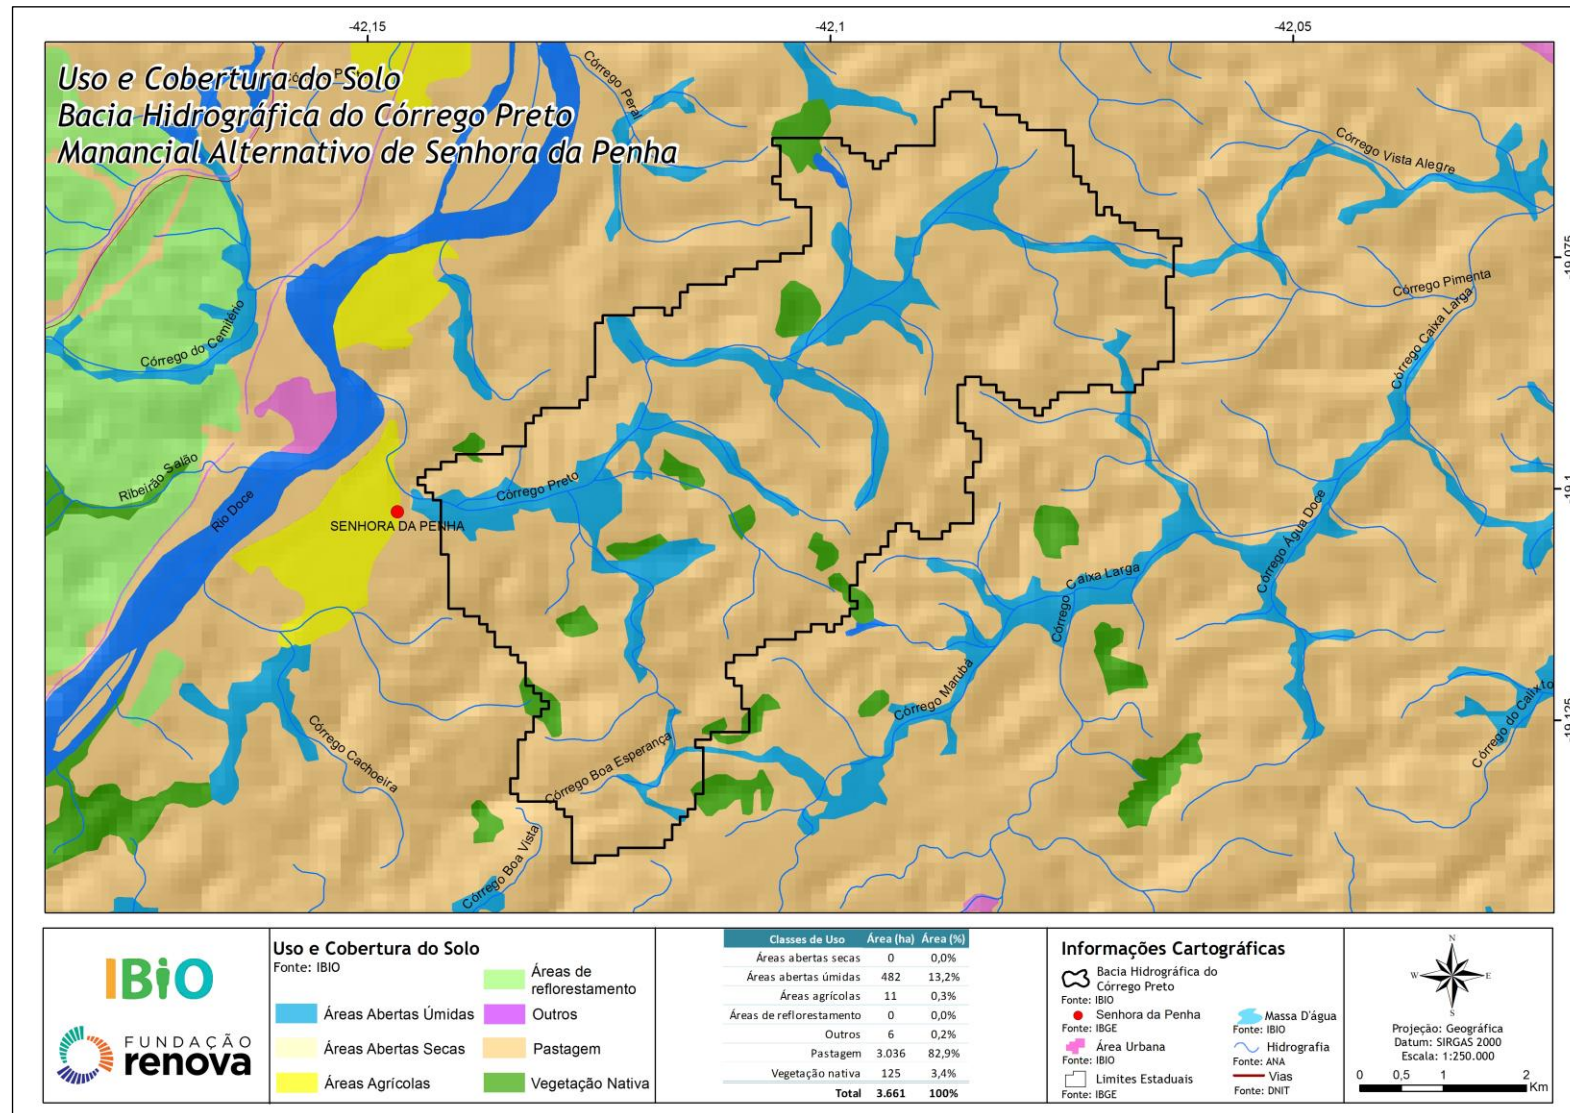 -42,15
-42,1
-42,05
Uso e Cobertura do Solo
Bacia Hidrográfica do Córrego Preto
Manancial Alternativo de Senhora da Penha
Córrego Peral
Córrego Vista Alegre
-19,075
Córrego Pimenta
Córrego Caixa Larga
Córrego do Cemitério
Ribeirão Salão
Rio Doce
Córrego Preto
-19,1
SENHORA DA PENHA
Córrego Água Doce
Córrego Caixa Larga
Córrego Maruba
Córrego do Calixto
-19,125
Córrego Cachoeira
Córrego Boa Esperança
Córrego Boa Vista
IBiO
FUNDAÇÃO
renova
Uso e Cobertura do Solo
Fonte: IBIO
Áreas Abertas Úmidas
Áreas Abertas Secas
Áreas Agrícolas
Áreas de
reflorestamento
Outros
Pastagem
Vegetação Nativa
Classes de Uso Área (ha) Área (%)
Áreas abertas secas 0 0,0%
Áreas abertas úmidas 482 13,2%
Áreas agrícolas 11 0,3%
Áreas de reflorestamento 0 0,0%
Outros 6 0,2%
Pastagem 3.036 82,9%
Vegetação nativa 125 3,4%
Total 3.661 100%
Informações Cartográficas
Bacia Hidrográfica do
Córrego Preto
Fonte: IBIO
Senhora da Penha
Fonte: IBGE
Área Urbana
Fonte: IBIO
Limites Estaduais
Fonte: IBGE
Massa D'água
Fonte: IBIO
Hidrografia
Fonte: ANA
Vias
Fonte: DNIT
N
W E
S
Projeção: Geográfica
Datum: SIRGAS 2000
Escala: 1:250.000
0 0,5 1 2
Km